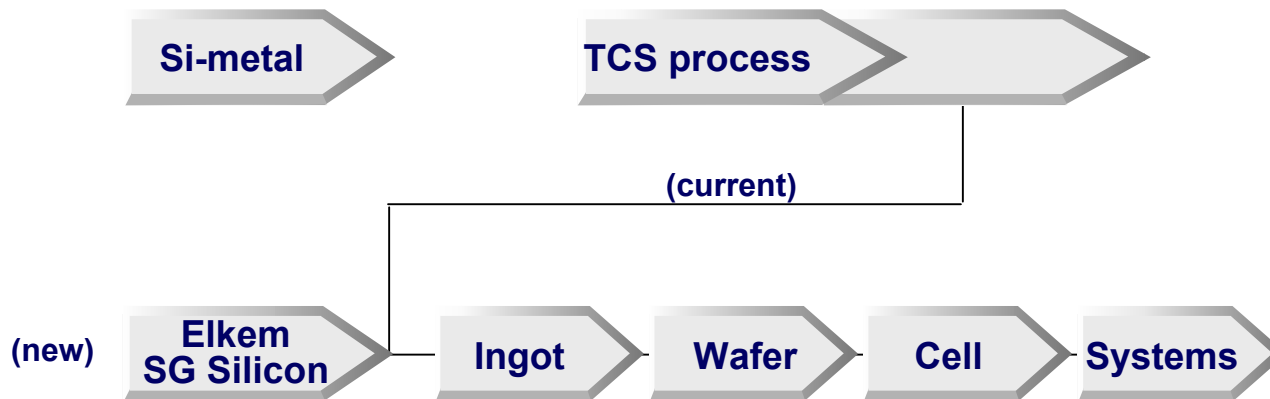 Si-metal
TCS process
(current)
(new)
Elkem
SG Silicon
Ingot
Wafer
Cell
Systems